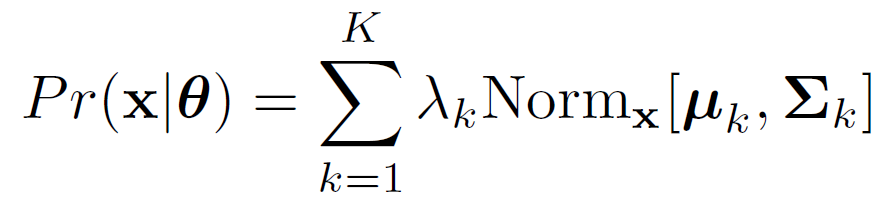 Pr(𝐱|𝛉) = ∑_{k=1}^{K} λ_k Norm_𝐱[𝛍_k, 𝚺_k]